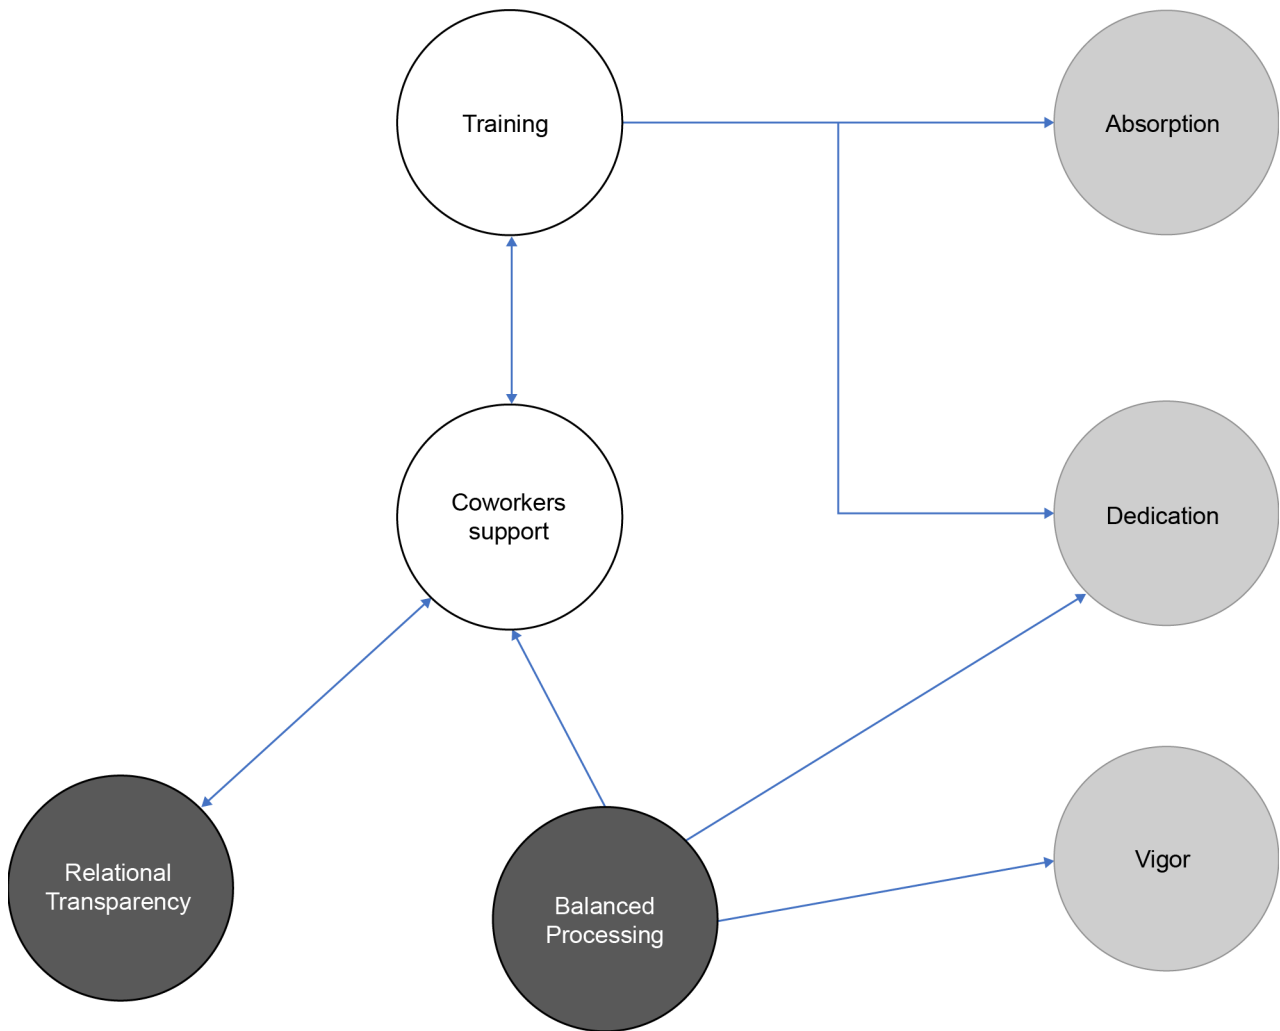 Training
Absorption
Coworkers
support
Dedication
Relational
Transparency
Balanced
Processing
Vigor